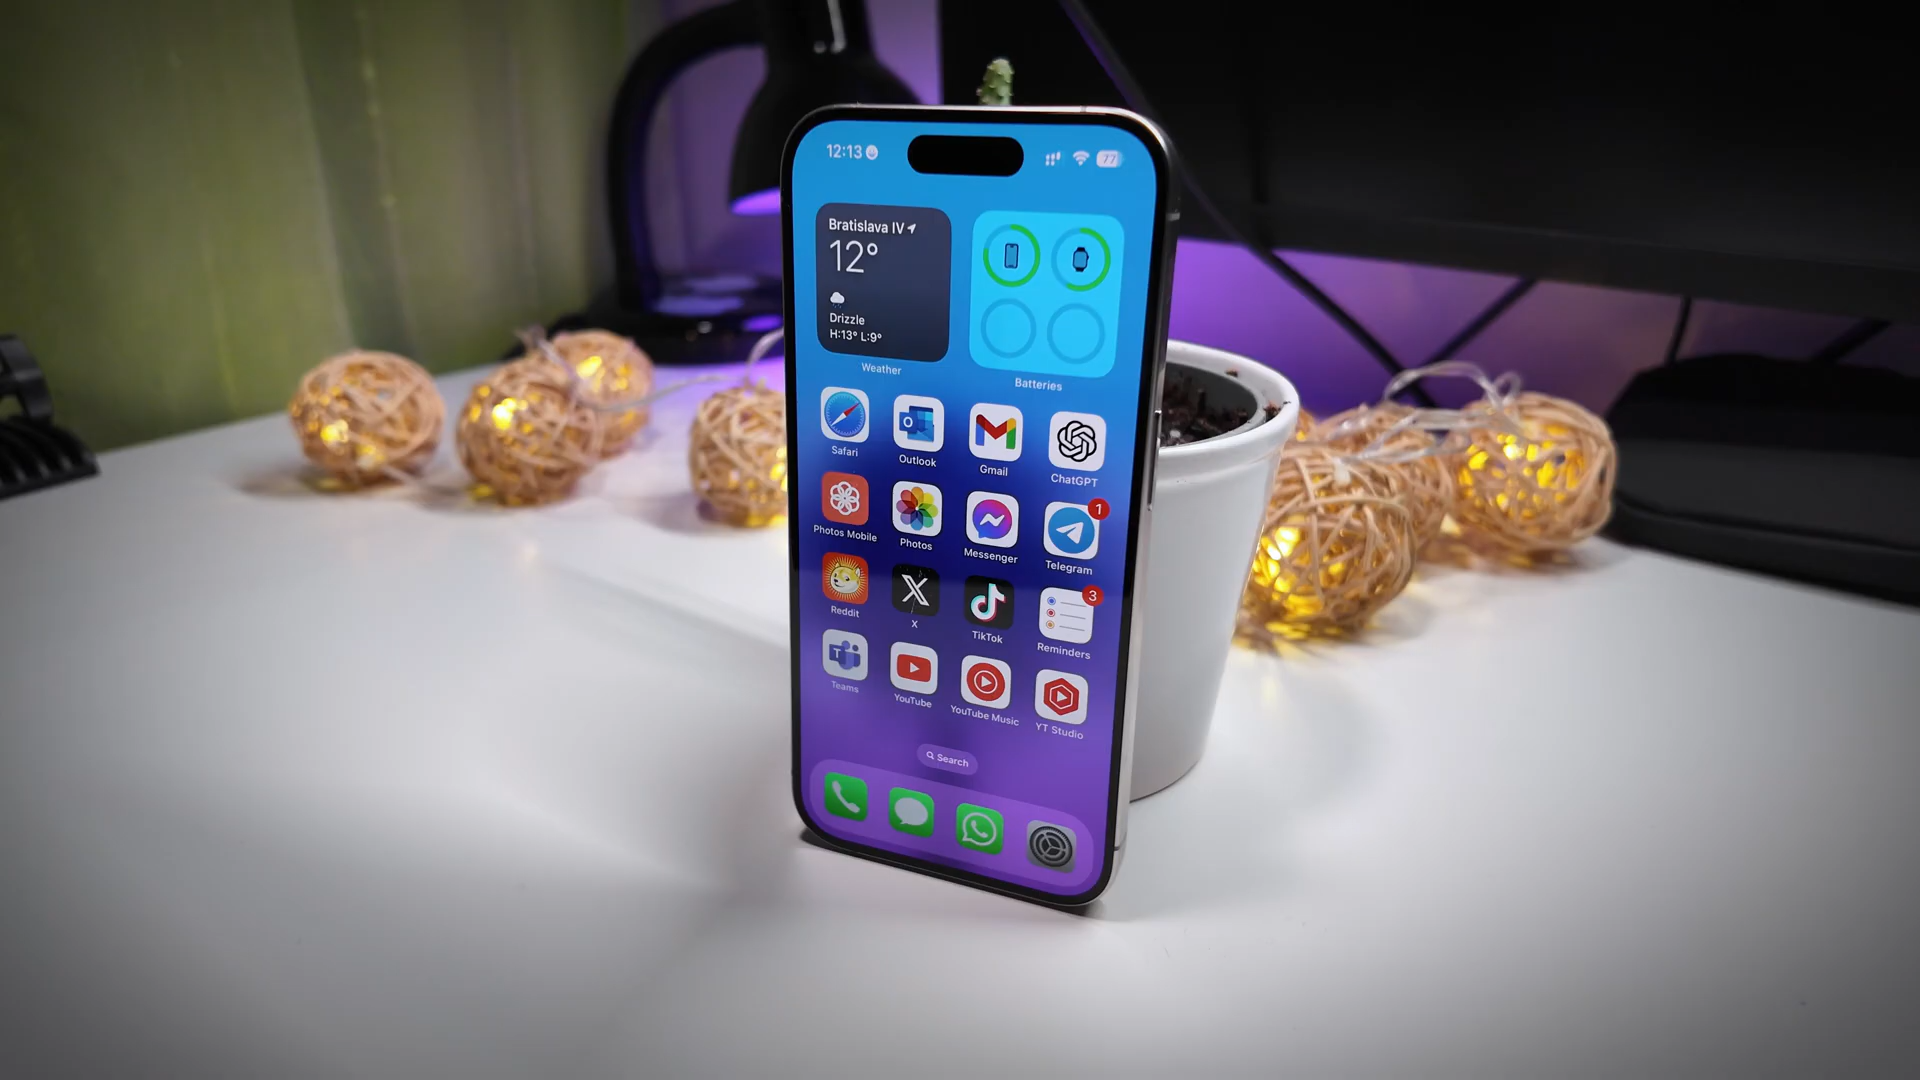 12:13
77
Bratislava IV
12°
Drizzle
H:13° L:9°
Weather
Batteries
Safari
Outlook
Gmail
ChatGPT
Photos Mobile
Photos
Messenger
1
Telegram
Reddit
X
TikTok
3
Reminders
Teams
YouTube
YouTube Music
YT Studio
Search